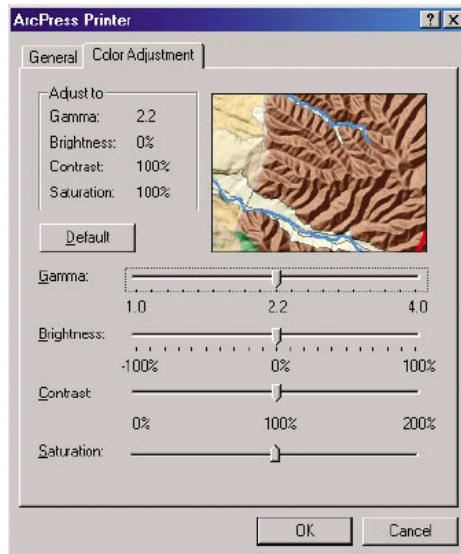 ArcPress Printer
General Color Adjustment
Adjust to
Gamma: 2.2
Brightness: 0%
Contrast: 100%
Saturation: 100%
Default
Gamma:
1.0 2.2 4.0
Brightness:
-100% 0% 100%
Contrast:
0% 100% 200%
Saturation:
OK Cancel